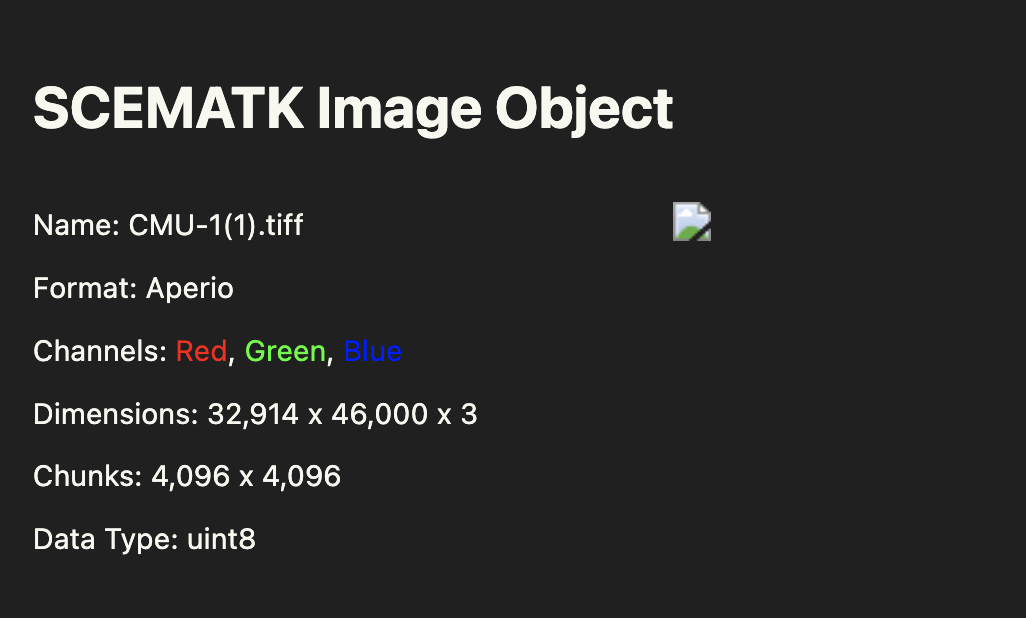 SCEMATK Image Object
Name: CMU-1(1).tiff
Format: Aperio
Channels: Red, Green, Blue
Dimensions: 32,914 x 46,000 x 3
Chunks: 4,096 x 4,096
Data Type: uint8